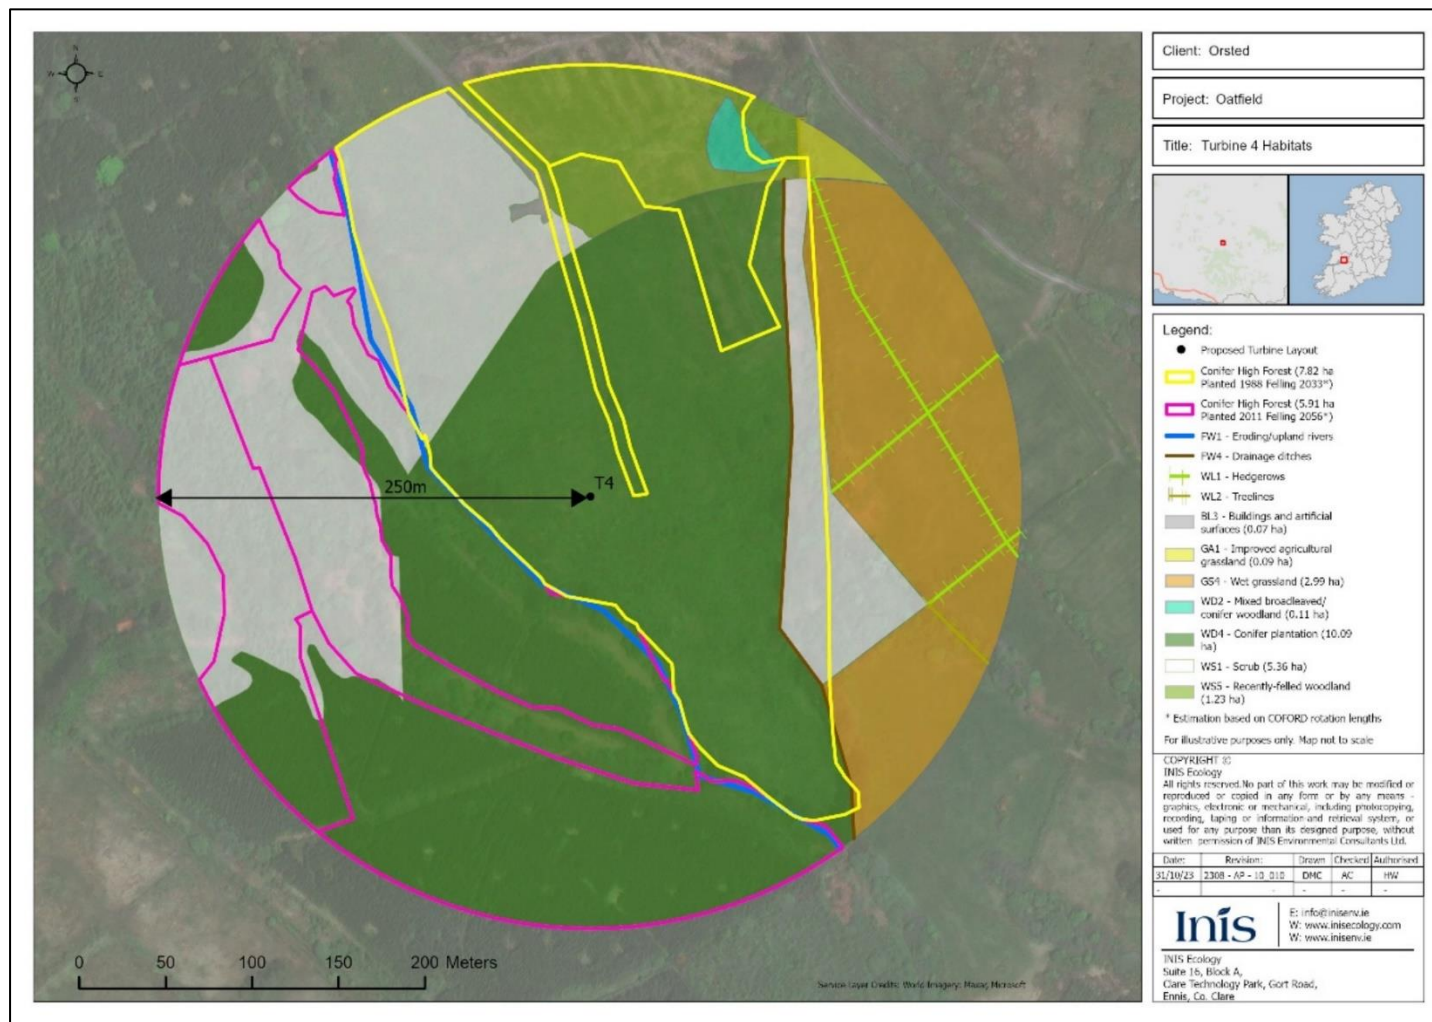 N
W E
S
250m
T4
0 50 100 150 200 Meters
Service Layer Credits: World Imagery: Maxar, Microsoft
Client: Orsted
Project: Oatfield
Title: Turbine 4 Habitats
Legend:
Proposed Turbine Layout
Conifer High Forest (7.82 ha
Planted 1988 Felling 2033*)
Conifer High Forest (5.91 ha
Planted 2011 Felling 2056*)
FW1 - Eroding/upland rivers
FW4 - Drainage ditches
WL1 - Hedgerows
WL2 - Treelines
BL3 - Buildings and artificial
surfaces (0.07 ha)
GA1 - Improved agricultural
grassland (0.09 ha)
GS4 - Wet grassland (2.99 ha)
WD2 - Mixed broadleaved/
conifer woodland (0.11 ha)
WD4 - Conifer plantation (10.09
ha)
WS1 - Scrub (5.36 ha)
WS5 - Recently-felled woodland
(1.23 ha)
* Estimation based on COFORD rotation lengths
For illustrative purposes only. Map not to scale
COPYRIGHT ©
INIS Ecology
All rights reserved.No part of this work may be modified or
reproduced or copied in any form or by any means -
graphics, electronic or mechanical, including photocopying,
recording, taping or information and retrieval system, or
used for any purpose than its designed purpose, without
written permission of INIS Environmental Consultants Ltd.
Date: Revision: Drawn Checked Authorised
31/10/23 2308 - AP - 10_010 DMC AC HW
- - - - -
Inis
E: info@inisenv.ie
W: www.inisecology.com
W: www.inisenv.ie
INIS Ecology
Suite 16, Block A,
Clare Technology Park, Gort Road,
Ennis, Co. Clare